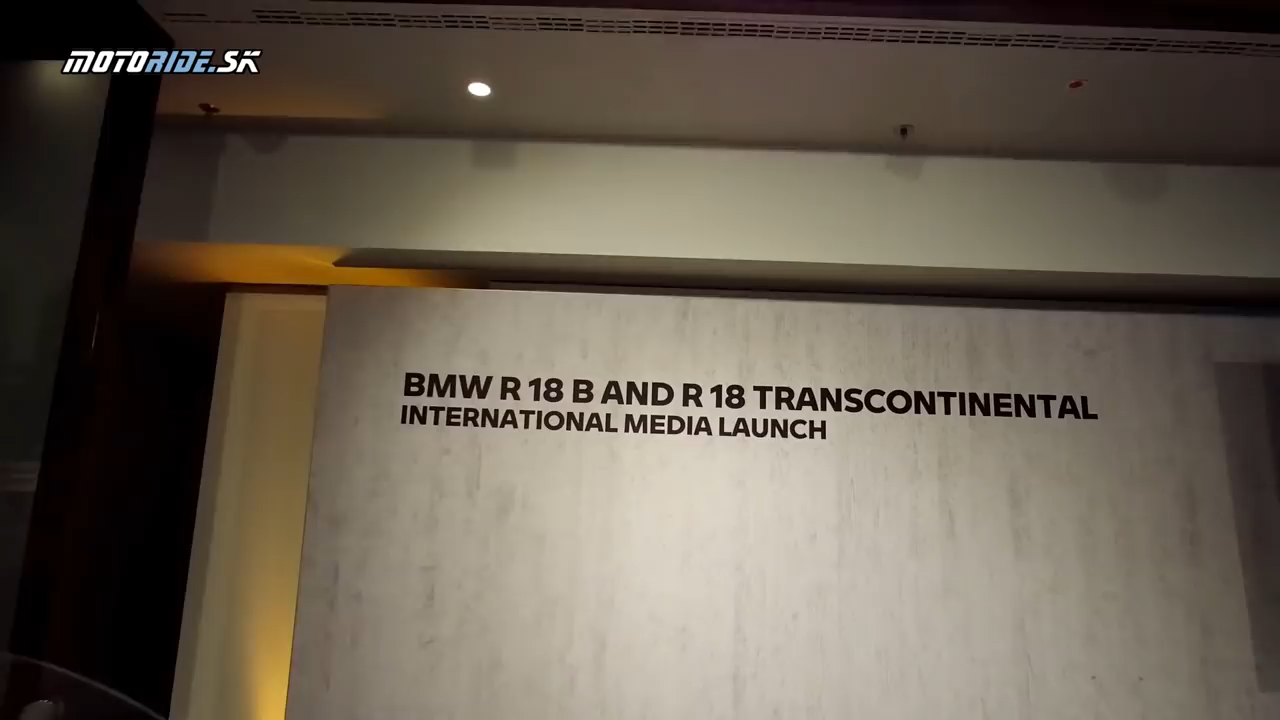 MOTORIDE.SK
BMW R 18 B AND R 18 TRANSCONTINENTAL
INTERNATIONAL MEDIA LAUNCH